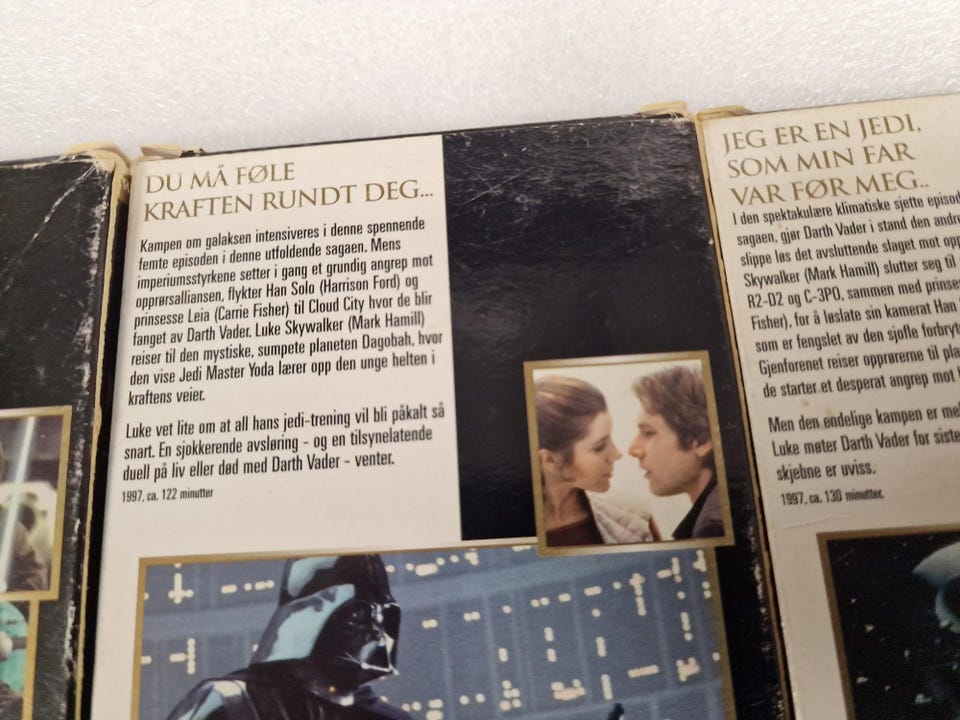 DU MÅ FØLE
KRAFTEN RUNDT DEG...
Kampen om galaksen intensiveres i denne spennende
femte episoden i denne utfoldende sagaen. Mens
imperiumsstyrkene setter i gang et grundig angrep mot
opprørsalliansen, flykter Han Solo (Harrison Ford) og
prinsesse Leia (Carrie Fisher) til Cloud City hvor de blir
fanget av Darth Vader. Luke Skywalker (Mark Hamill)
reiser til den mystiske, sumpete planeten Dagobah, hvor
den vise Jedi Master Yoda lærer opp den unge helten i
kraftens veier.
Luke vet lite om at all hans jedi-trening vil bli påkalt så
snart. En sjokkerende avsløring - og en tilsynelatende
duell på liv eller død med Darth Vader - venter.
1997, ca. 122 minutter
JEG ER EN JEDI,
SOM MIN FAR
VAR FØR MEG..
I den spektakulære klimatiske sjette
sagaen, gjør Darth Vader i stand den
slippe løs det avsluttende slaget mot
Skywalker (Mark Hamill) slutter seg til
R2-D2 og C-3PO, sammen med
Fisher), for å løslate sin kamerat Han
som er fengslet av den sjofle
Gjenforenet reiser opprørerne til
de starter et desperat angrep mot
Men den endelige kampen er
Luke møter Darth Vader for
skjebne er uviss.
1997, ca. 130 minutter.